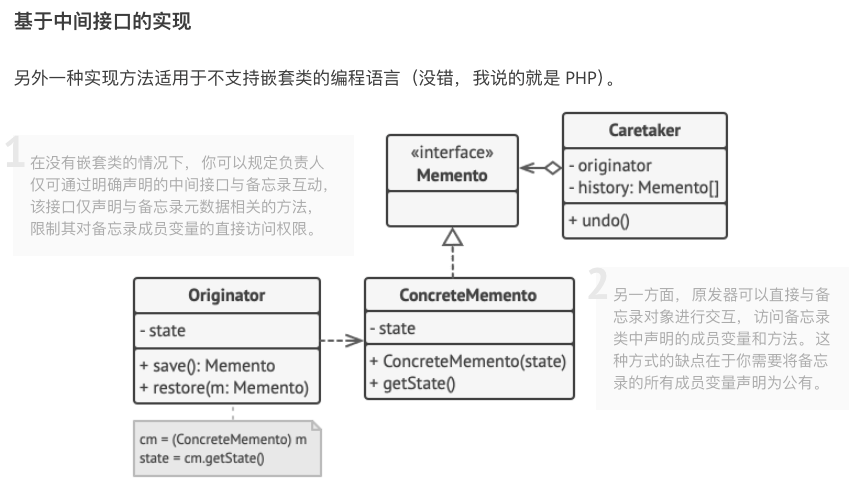 基于中间接口的实现
另外一种实现方法适用于不支持嵌套类的编程语言（没错，我说的就是 PHP）。
1
在没有嵌套类的情况下，你可以规定负责人
仅可通过明确声明的中间接口与备忘录互动，
该接口仅声明与备忘录元数据相关的方法，
限制其对备忘录成员变量的直接访问权限。
«interface»
Memento
Caretaker
- originator
- history: Memento[]
+ undo()
Originator
- state
+ save(): Memento
+ restore(m: Memento)
cm = (ConcreteMemento) m
state = cm.getState()
ConcreteMemento
- state
+ ConcreteMemento(state)
+ getState()
2
另一方面，原发器可以直接与备
忘录对象进行交互，访问备忘录
类中声明的成员变量和方法。这
种方式的缺点在于你需要将备忘
录的所有成员变量声明为公有。